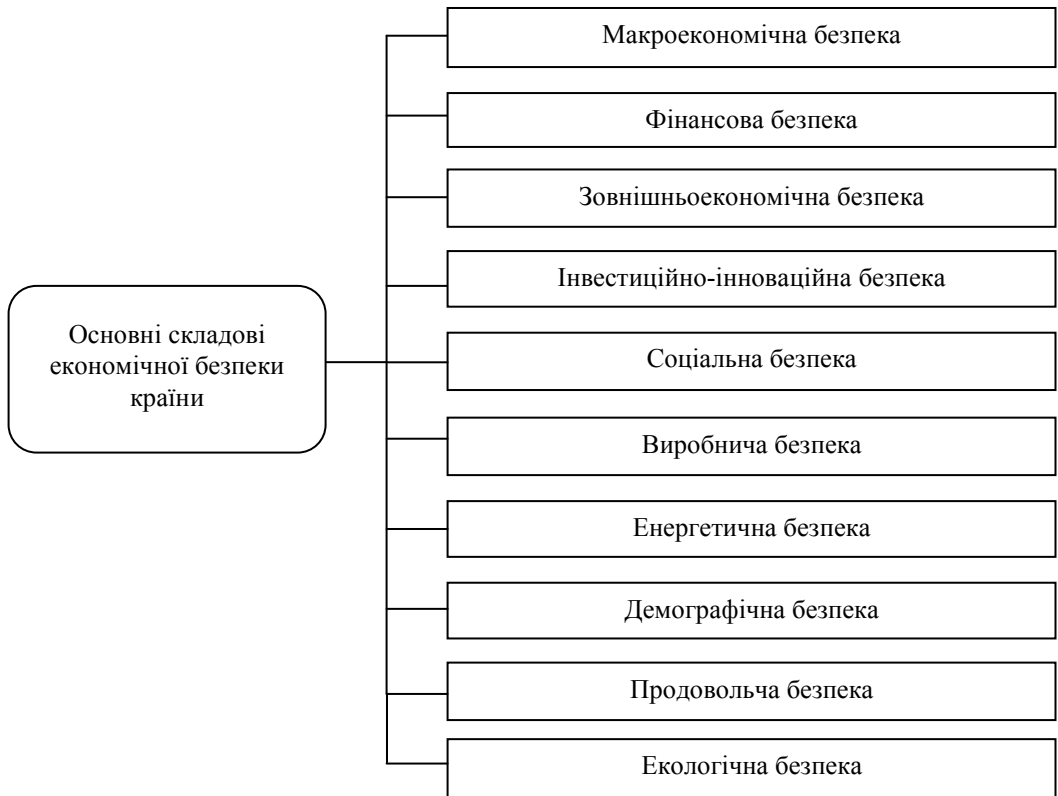 Основні складові
економічної безпеки
країни
Макроекономічна безпека
Фінансова безпека
Зовнішньоекономічна безпека
Інвестиційно-інноваційна безпека
Соціальна безпека
Виробнича безпека
Енергетична безпека
Демографічна безпека
Продовольча безпека
Екологічна безпека